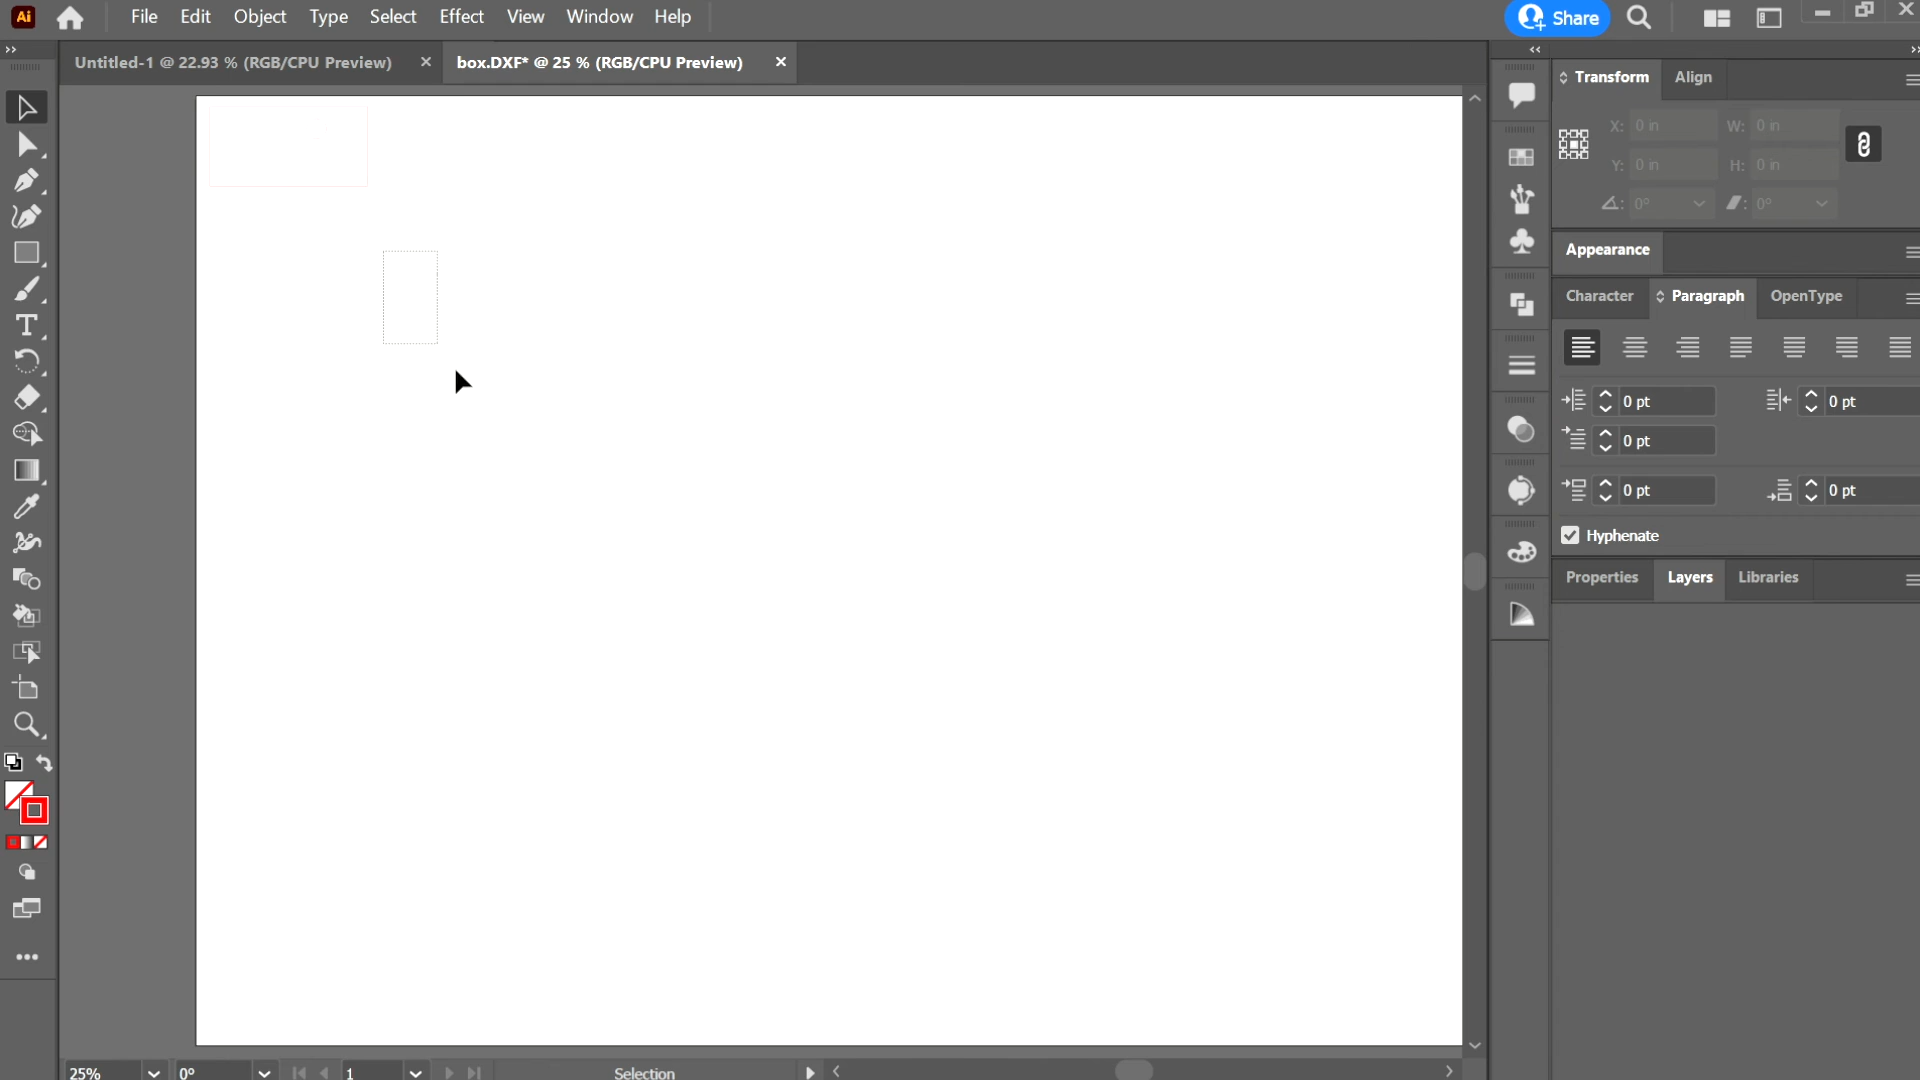 Ai File Edit Object Type Select Effect View Window Help Share
Untitled-1 @ 22.93 % (RGB/CPU Preview) box.DXF* @ 25 % (RGB/CPU Preview)
Transform Align
X: 0 in W: 0 in
Y: 0 in H: 0 in
0° 0°
Appearance
Character Paragraph OpenType
0 pt 0 pt
0 pt
0 pt 0 pt
Hyphenate
Properties Layers Libraries
25% 0° 1 Selection